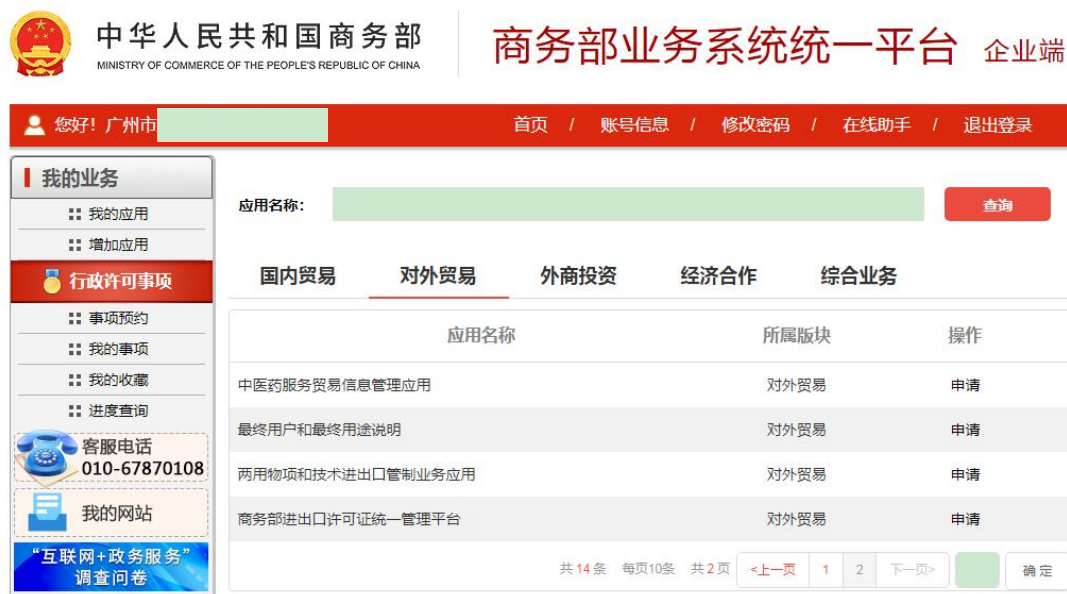 中华人民共和国商务部
MINISTRY OF COMMERCE OF THE PEOPLE'S REPUBLIC OF CHINA
商务部业务系统统一平台 企业端
您好！广州市
首页 / 账号信息 / 修改密码 / 在线助手 / 退出登录
我的业务
我的应用
增加应用
行政许可事项
事项预约
我的事项
我的收藏
进度查询
客服电话
010-67870108
我的网站
“互联网+政务服务”
调查问卷
应用名称： 查询
国内贸易 对外贸易 外商投资 经济合作 综合业务
应用名称 所属版块 操作
中医药服务贸易信息管理应用 对外贸易 申请
最终用户和最终用途说明 对外贸易 申请
两用物项和技术进出口管制业务应用 对外贸易 申请
商务部进出口许可证统一管理平台 对外贸易 申请
共14条 每页10条 共2页 <上一页 1 2 下一页> 确定